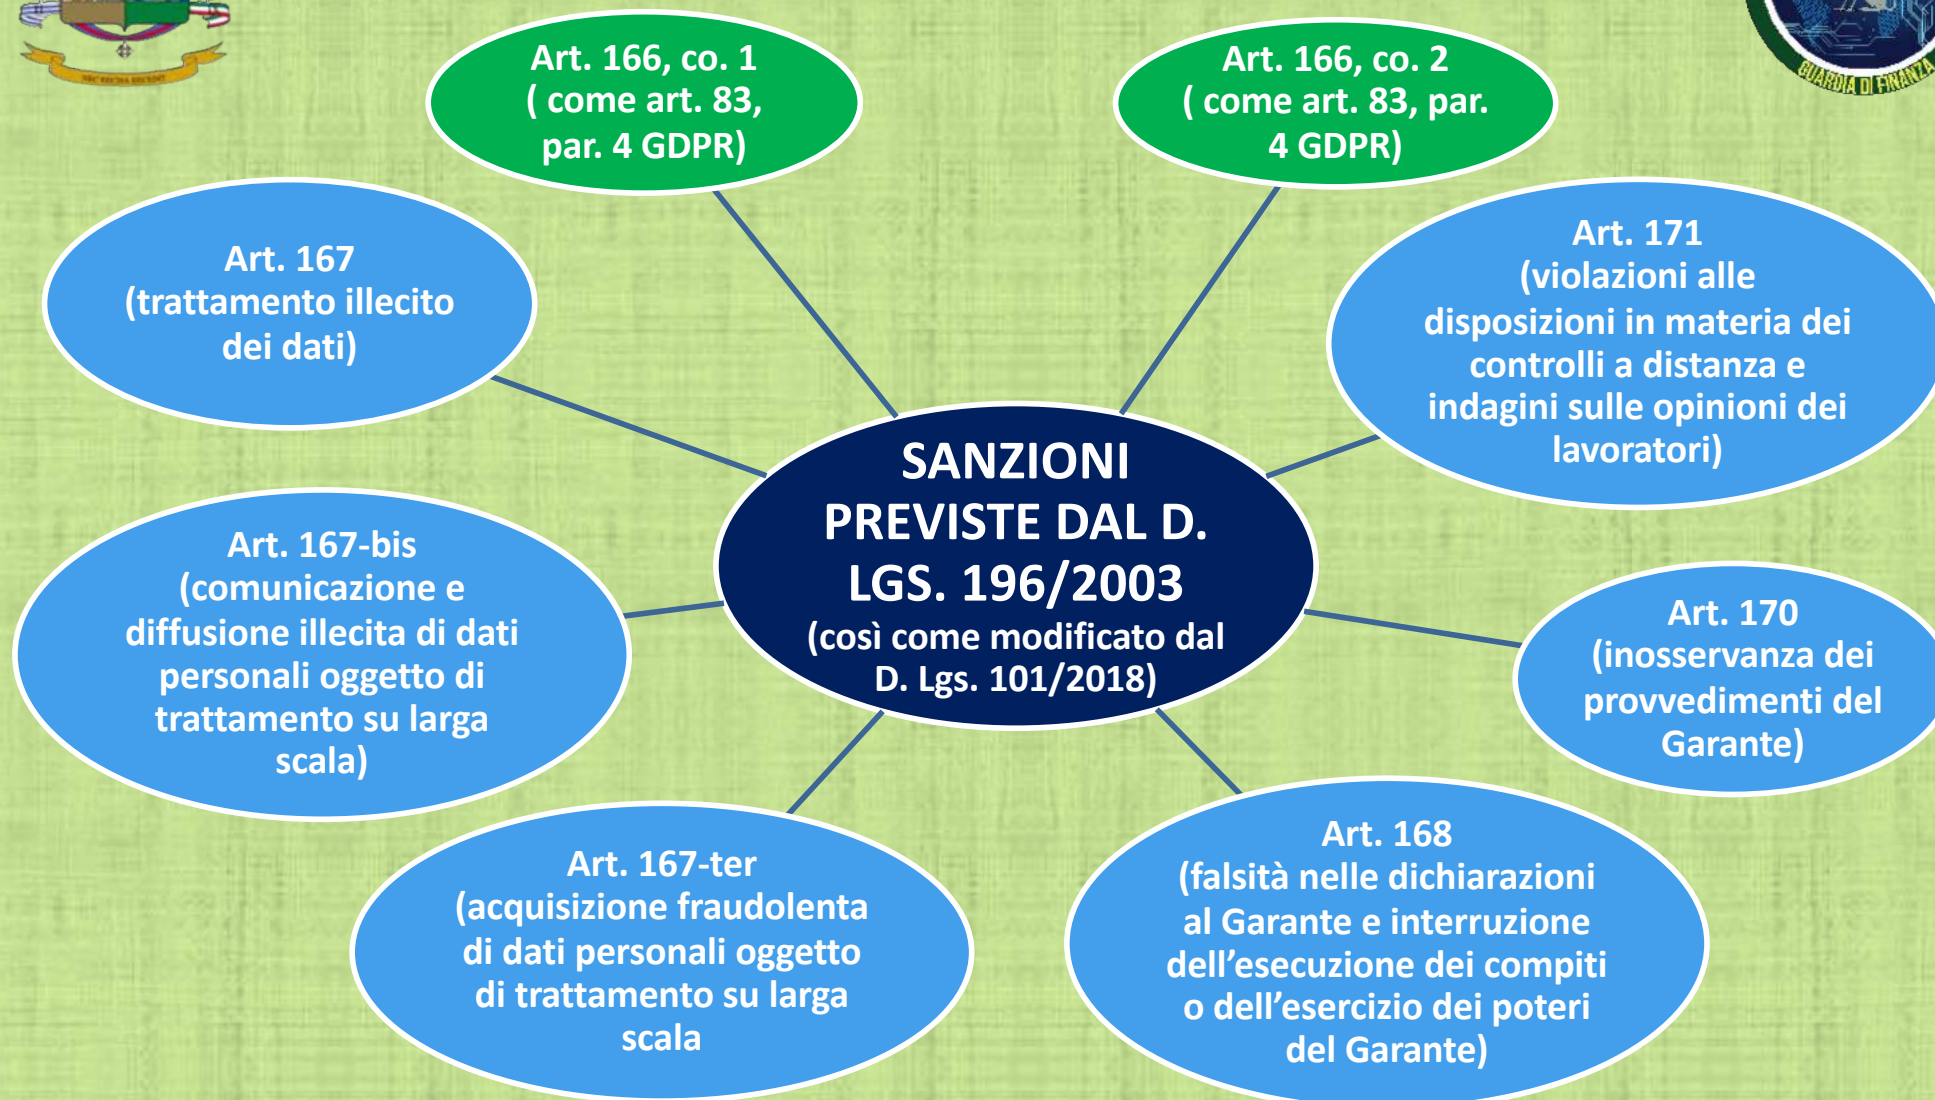 GUARDIA DI FINANZA
Art. 166, co. 1
( come art. 83,
par. 4 GDPR)
Art. 166, co. 2
( come art. 83, par.
4 GDPR)
Art. 167
(trattamento illecito
dei dati)
Art. 171
(violazioni alle
disposizioni in materia dei
controlli a distanza e
indagini sulle opinioni dei
lavoratori)
SANZIONI
PREVISTE DAL D.
LGS. 196/2003
(così come modificato dal
D. Lgs. 101/2018)
Art. 167-bis
(comunicazione e
diffusione illecita di dati
personali oggetto di
trattamento su larga
scala)
Art. 170
(inosservanza dei
provvedimenti del
Garante)
Art. 167-ter
(acquisizione fraudolenta
di dati personali oggetto
di trattamento su larga
scala
Art. 168
(falsità nelle dichiarazioni
al Garante e interruzione
dell’esecuzione dei compiti
o dell’esercizio dei poteri
del Garante)